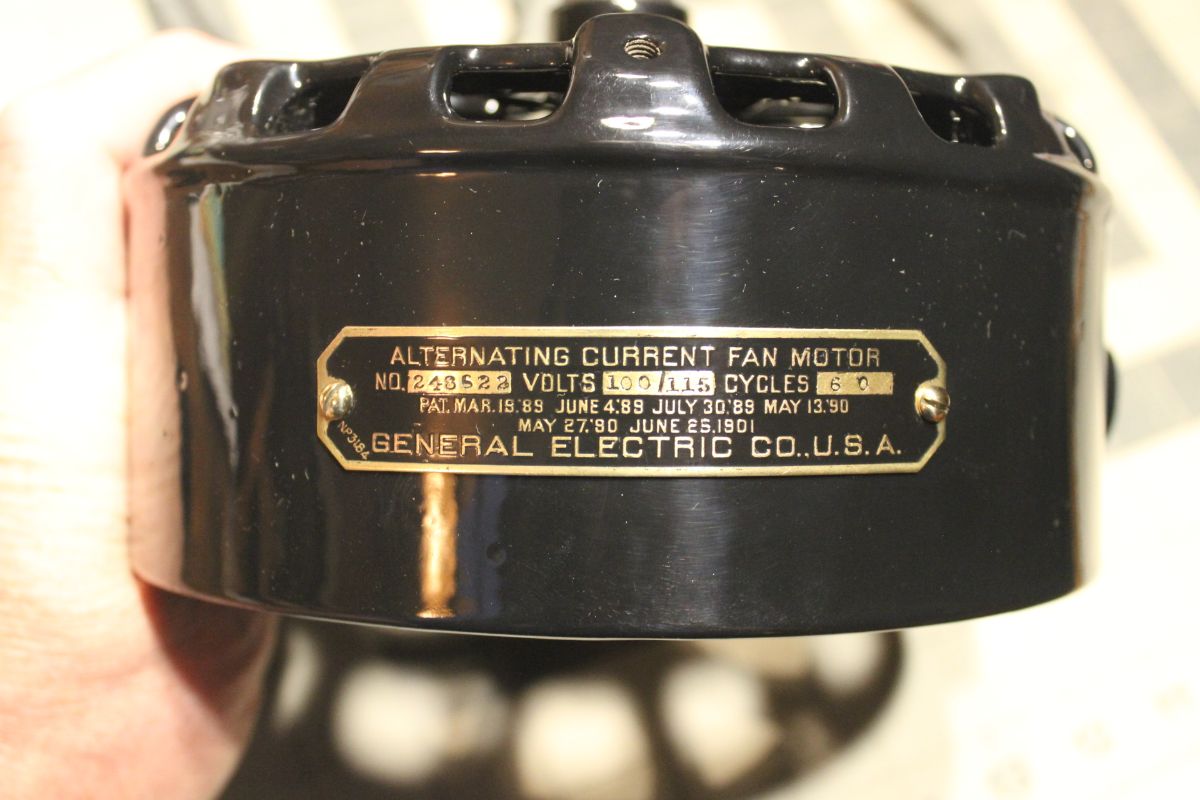 ALTERNATING CURRENT FAN MOTOR
NO. 248522 VOLTS 100/115 CYCLES 60
PAT. MAR. 19.'89 JUNE 4.'89 JULY 30.'89 MAY 13.'90
MAY 27.'90 JUNE 25, 1901
NP3184
GENERAL ELECTRIC CO., U.S.A.